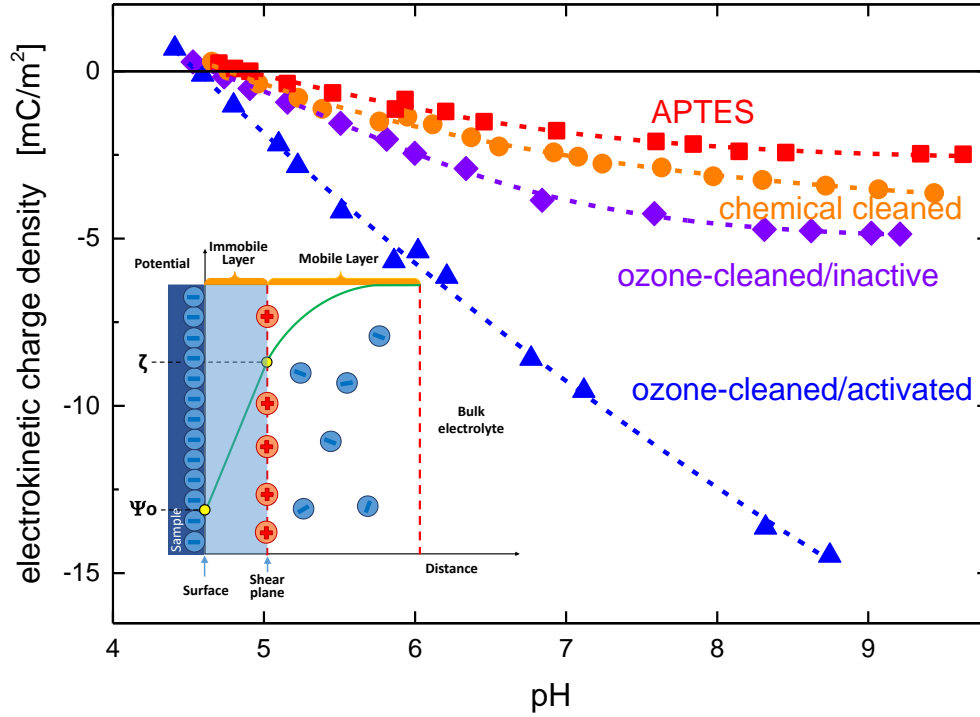 electrokinetic charge density [mC/m²]
0
-5
-10
-15
4
5
6
7
8
9
pH
APTES
chemical cleaned
ozone-cleaned/inactive
ozone-cleaned/activated
Potential
Immobile
Layer
Mobile Layer
ζ
Ψo
Sample
Bulk
electrolyte
Distance
Surface
Shear
plane